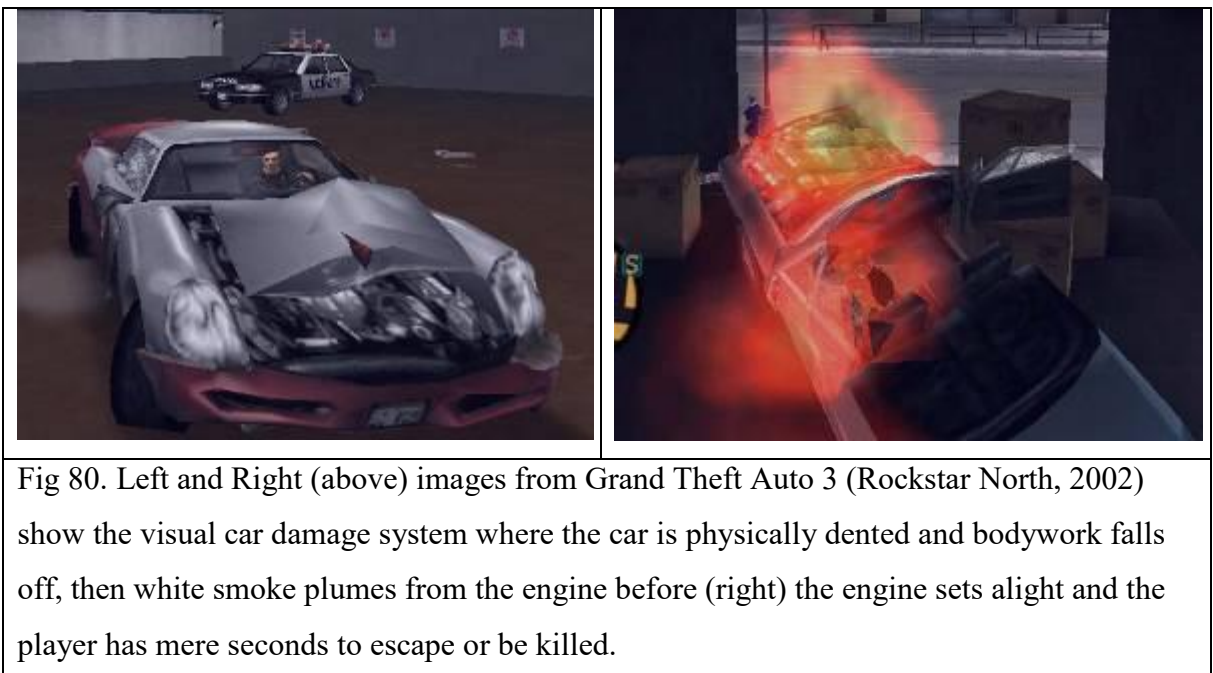 S
Fig 80. Left and Right (above) images from Grand Theft Auto 3 (Rockstar North, 2002)
show the visual car damage system where the car is physically dented and bodywork falls
off, then white smoke plumes from the engine before (right) the engine sets alight and the
player has mere seconds to escape or be killed.